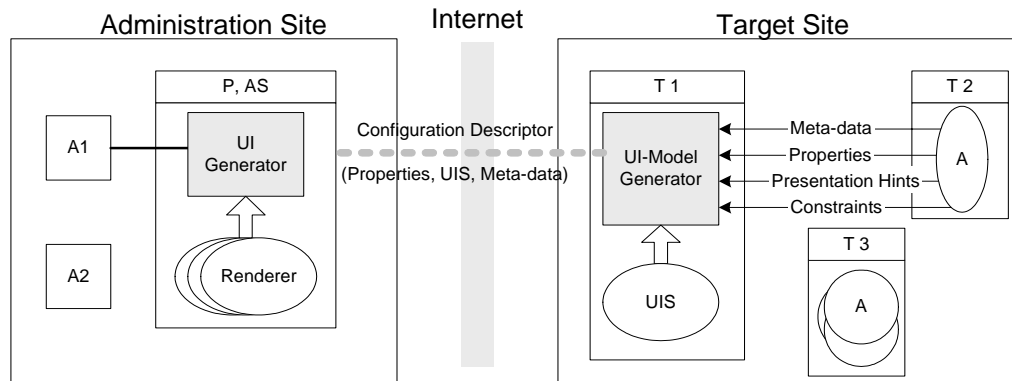 Administration Site
Internet
Target Site
P, AS
A1
UI
Generator
Renderer
A2
Configuration Descriptor
(Properties, UIS, Meta-data)
T 1
UI-Model
Generator
UIS
Meta-data
Properties
Presentation Hints
Constraints
T 2
A
T 3
A